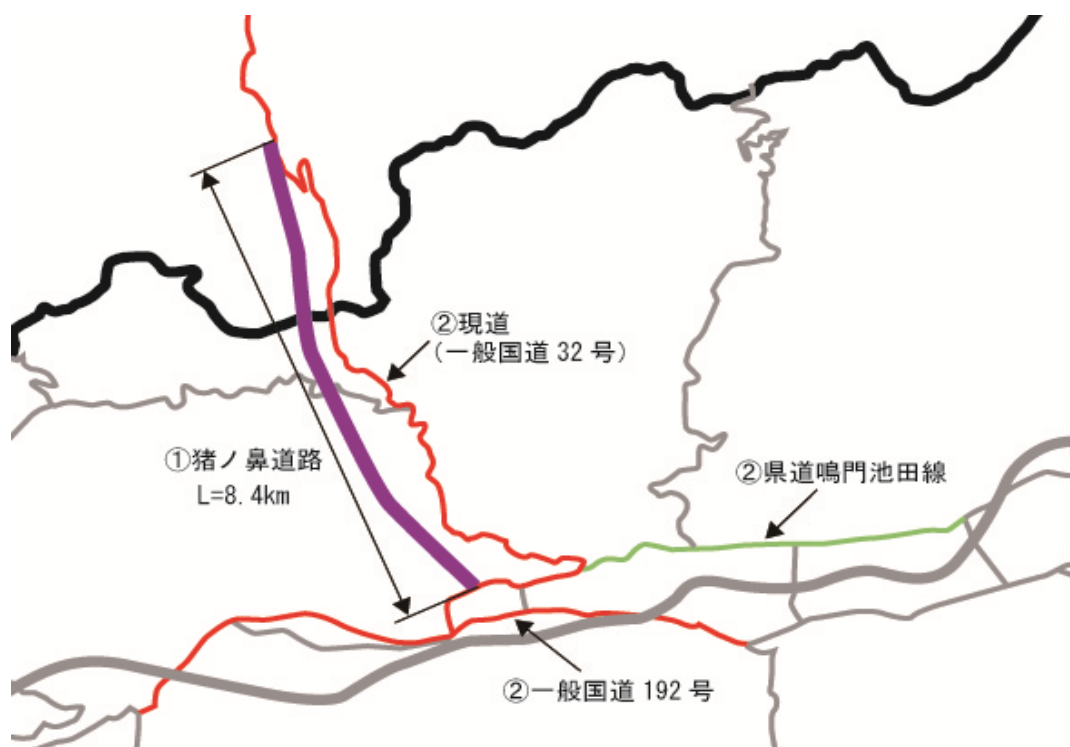 ②現道
(一般国道 32 号)
①猪ノ鼻道路
L=8.4km
②県道鳴門池田線
②一般国道 192 号